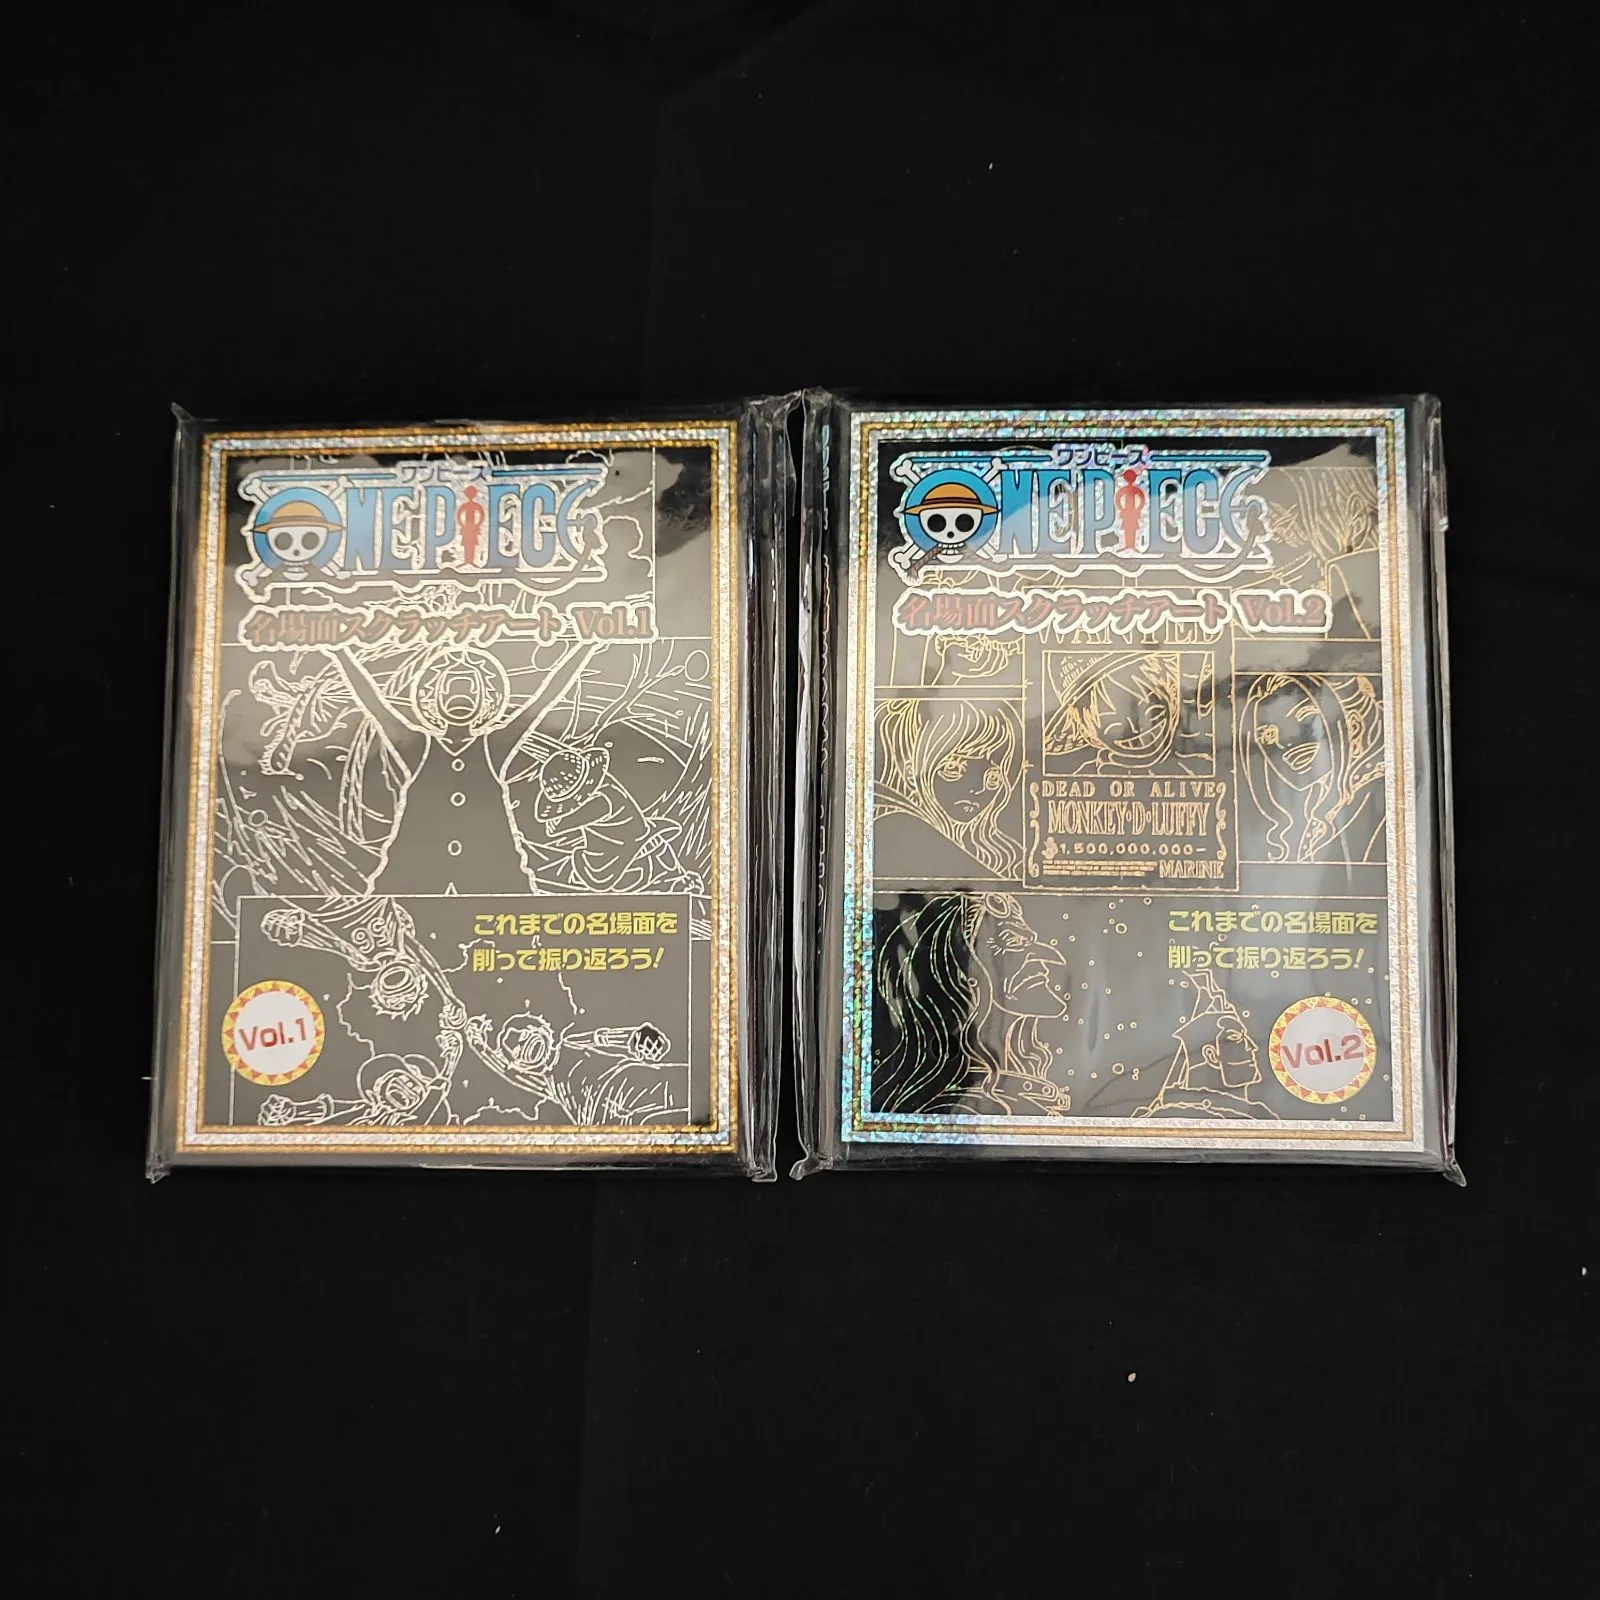 ワンピース
ONE PIECE
名場面スクラッチアート Vol.1
これまでの名場面を
削って振り返ろう!
Vol.1
ワンピース
ONE PIECE
名場面スクラッチアート Vol.2
WANTED
DEAD OR ALIVE
MONKEY・D・LUFFY
1,500,000,000-
MARINE
これまでの名場面を
削って振り返ろう!
Vol.2